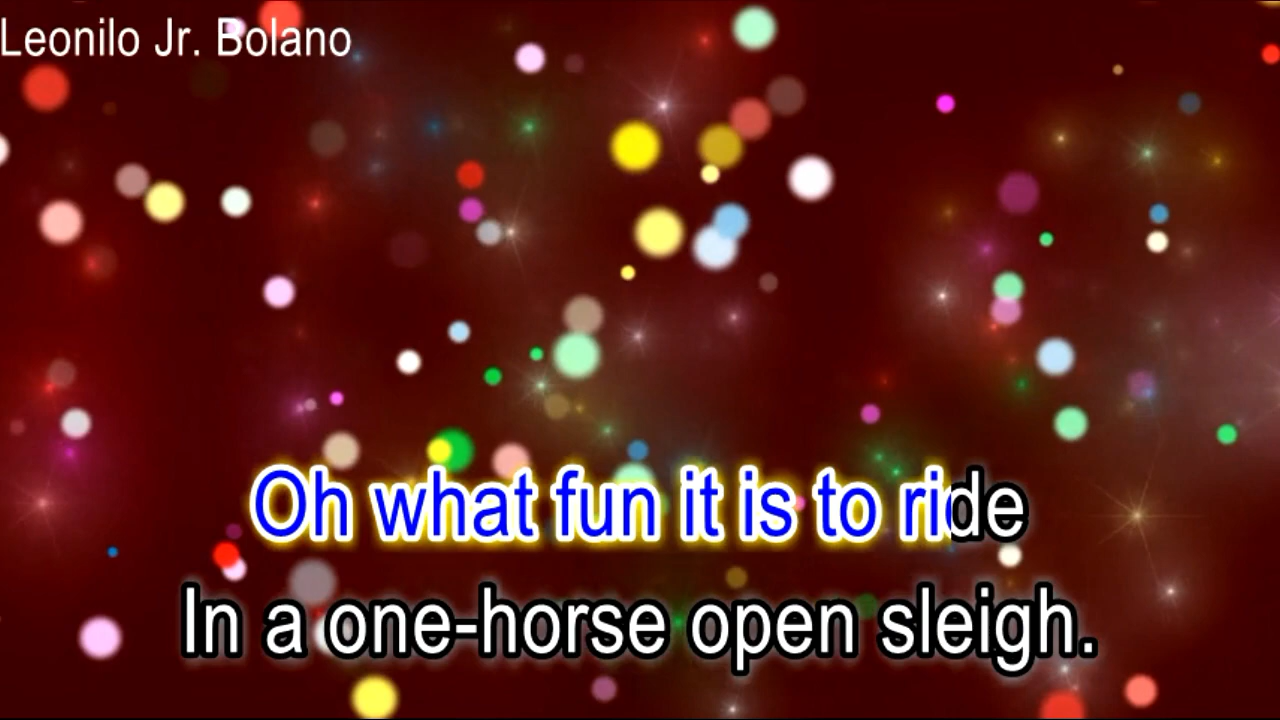 Leonilo Jr. Bolano
Oh what fun it is to ride
In a one-horse open sleigh.